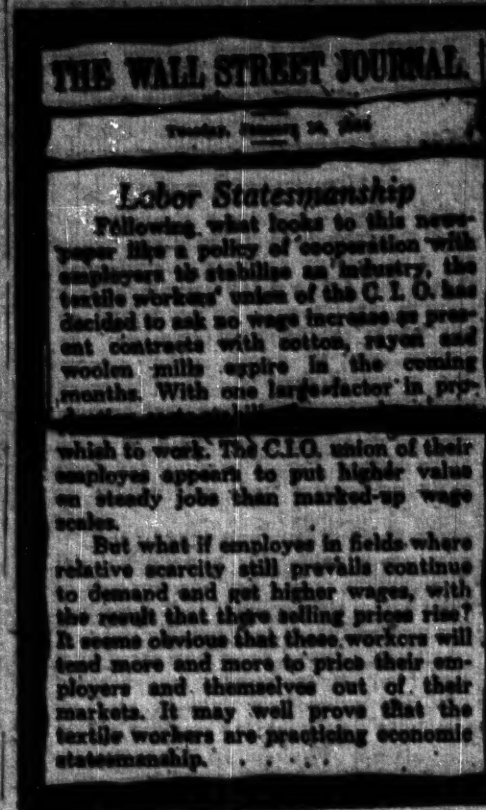 THE WALL STREET JOURNAL.
Tuesday, January
Labor Statesmanship
Following what looks to this news-
paper like a policy of cooperation with
employers to stabilize an industry, the
textile workers' union of the C. I. O. has
decided to ask no wage increase as pres-
ent contracts with cotton, rayon and
woolen mills expire in the coming
months. With one large factor in pro-
which to work. The C.I.O. union of their
employes appears to put higher value
on steady jobs than marked-up wage
scales.
But what if employes in fields where
relative scarcity still prevails continue
to demand and get higher wages, with
the result that there selling prices rise?
It seems obvious that these workers will
tend more and more to price their em-
ployers and themselves out of their
markets. It may well prove that the
textile workers are practicing economic
statesmanship.